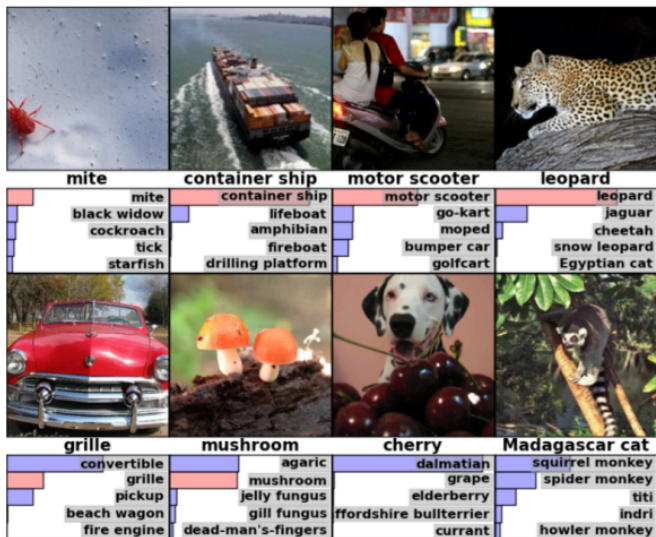 mite container ship motor scooter leopard
mite container ship motor scooter leopard
black widow lifeboat go-kart jaguar
cockroach amphibian moped cheetah
tick fireboat bumper car snow leopard
starfish drilling platform golfcart Egyptian cat
grille mushroom cherry Madagascar cat
convertible agaric dalmatian squirrel monkey
grille mushroom grape spider monkey
pickup jelly fungus elderberry titi
beach wagon gill fungus ffordshire bullterrier indri
fire engine dead-man's-fingers currant howler monkey